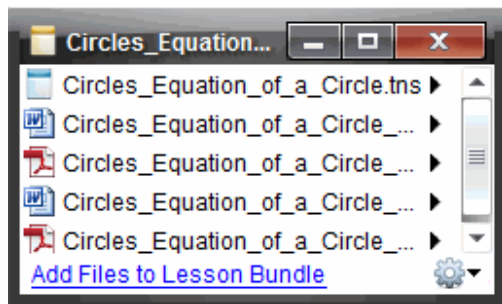 Circles_Equation...
Circles_Equation_of_a_Circle.tns
Circles_Equation_of_a_Circle_...
Circles_Equation_of_a_Circle_...
Circles_Equation_of_a_Circle_...
Circles_Equation_of_a_Circle_...
Add Files to Lesson Bundle